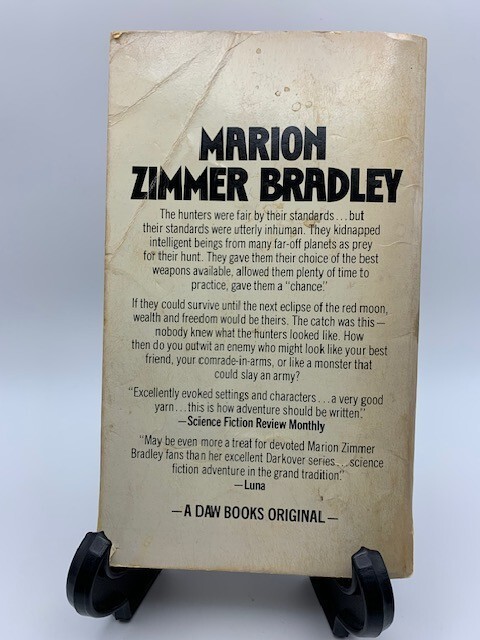 MARION
ZIMMER BRADLEY
The hunters were fair by their standards...but
their standards were utterly inhuman. They kidnapped
intelligent beings from many far-off planets as prey
for their hunt. They gave them their choice of the best
weapons available, allowed them plenty of time to
practice, gave them a "chance."
If they could survive until the next eclipse of the red moon,
wealth and freedom would be theirs. The catch was this—
nobody knew what the hunters looked like. How
then do you outwit an enemy who might look like your best
friend, your comrade-in-arms, or like a monster that
could slay an army?
"Excellently evoked settings and characters...a very good
yarn...this is how adventure should be written."
—Science Fiction Review Monthly
"May be even more a treat for devoted Marion Zimmer
Bradley fans than her excellent Darkover series...science
fiction adventure in the grand tradition."
—Luna
—A DAW BOOKS ORIGINAL—